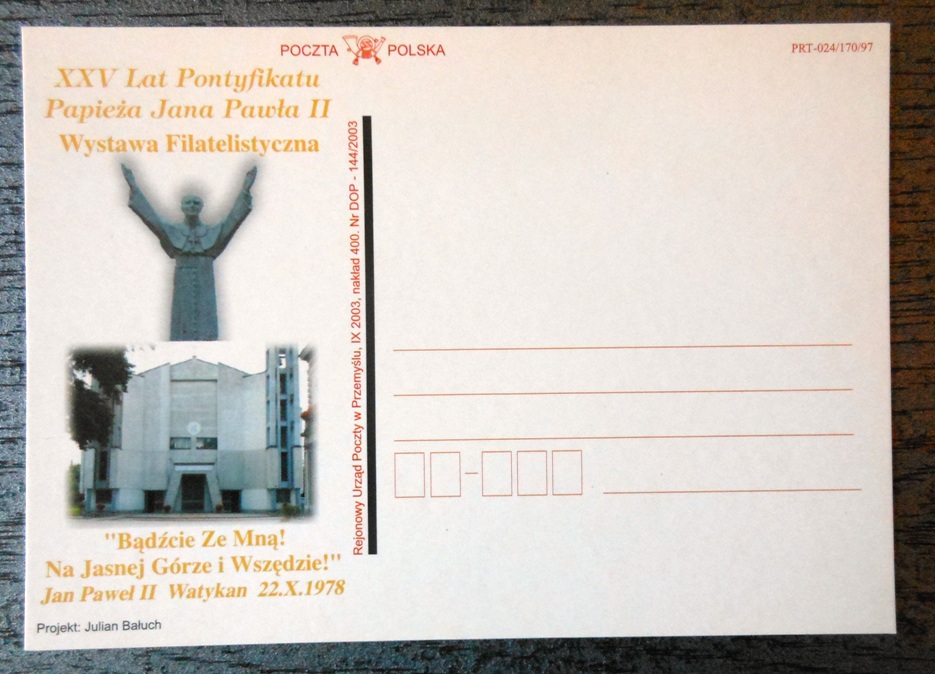 POCZTA POLSKA
PRT-024/170/97
XXV Lat Pontyfikatu
Papieża Jana Pawła II
Wystawa Filatelistyczna
Rejonowy Urząd Poczty w Przemyślu, IX 2003, nakład 400. Nr DOP - 144/2003
"Bądźcie Ze Mną!
Na Jasnej Górze i Wszędzie!"
Jan Paweł II Watykan 22.X.1978
Projekt: Julian Bałuch